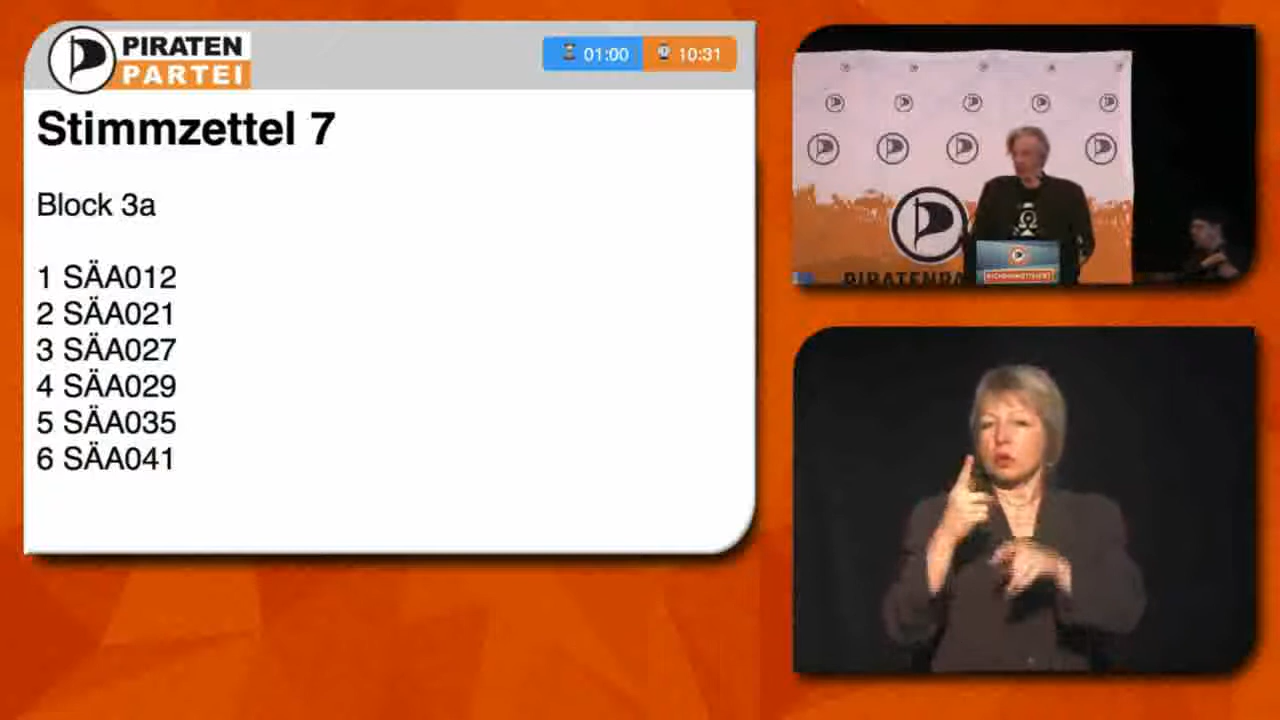 PIRATEN
PARTEI
01:00
10:31
Stimmzettel 7
Block 3a
1 SÄA012
2 SÄA021
3 SÄA027
4 SÄA029
5 SÄA035
6 SÄA041